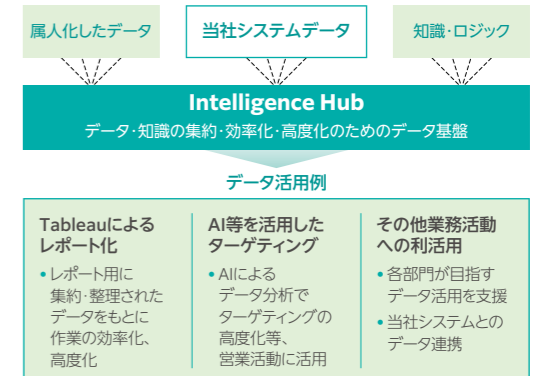 属人化したデータ
当社システムデータ
知識・ロジック
Intelligence Hub
データ・知識の集約・効率化・高度化のためのデータ基盤
データ活用例
Tableauによる
レポート化
• レポート用に
集約・整理された
データをもとに
作業の効率化、
高度化
AI等を活用した
ターゲティング
• AIによる
データ分析で
ターゲティングの
高度化等、
営業活動に活用
その他業務活動
への利活用
• 各部門が目指す
データ活用を支援
• 当社システムとの
データ連携